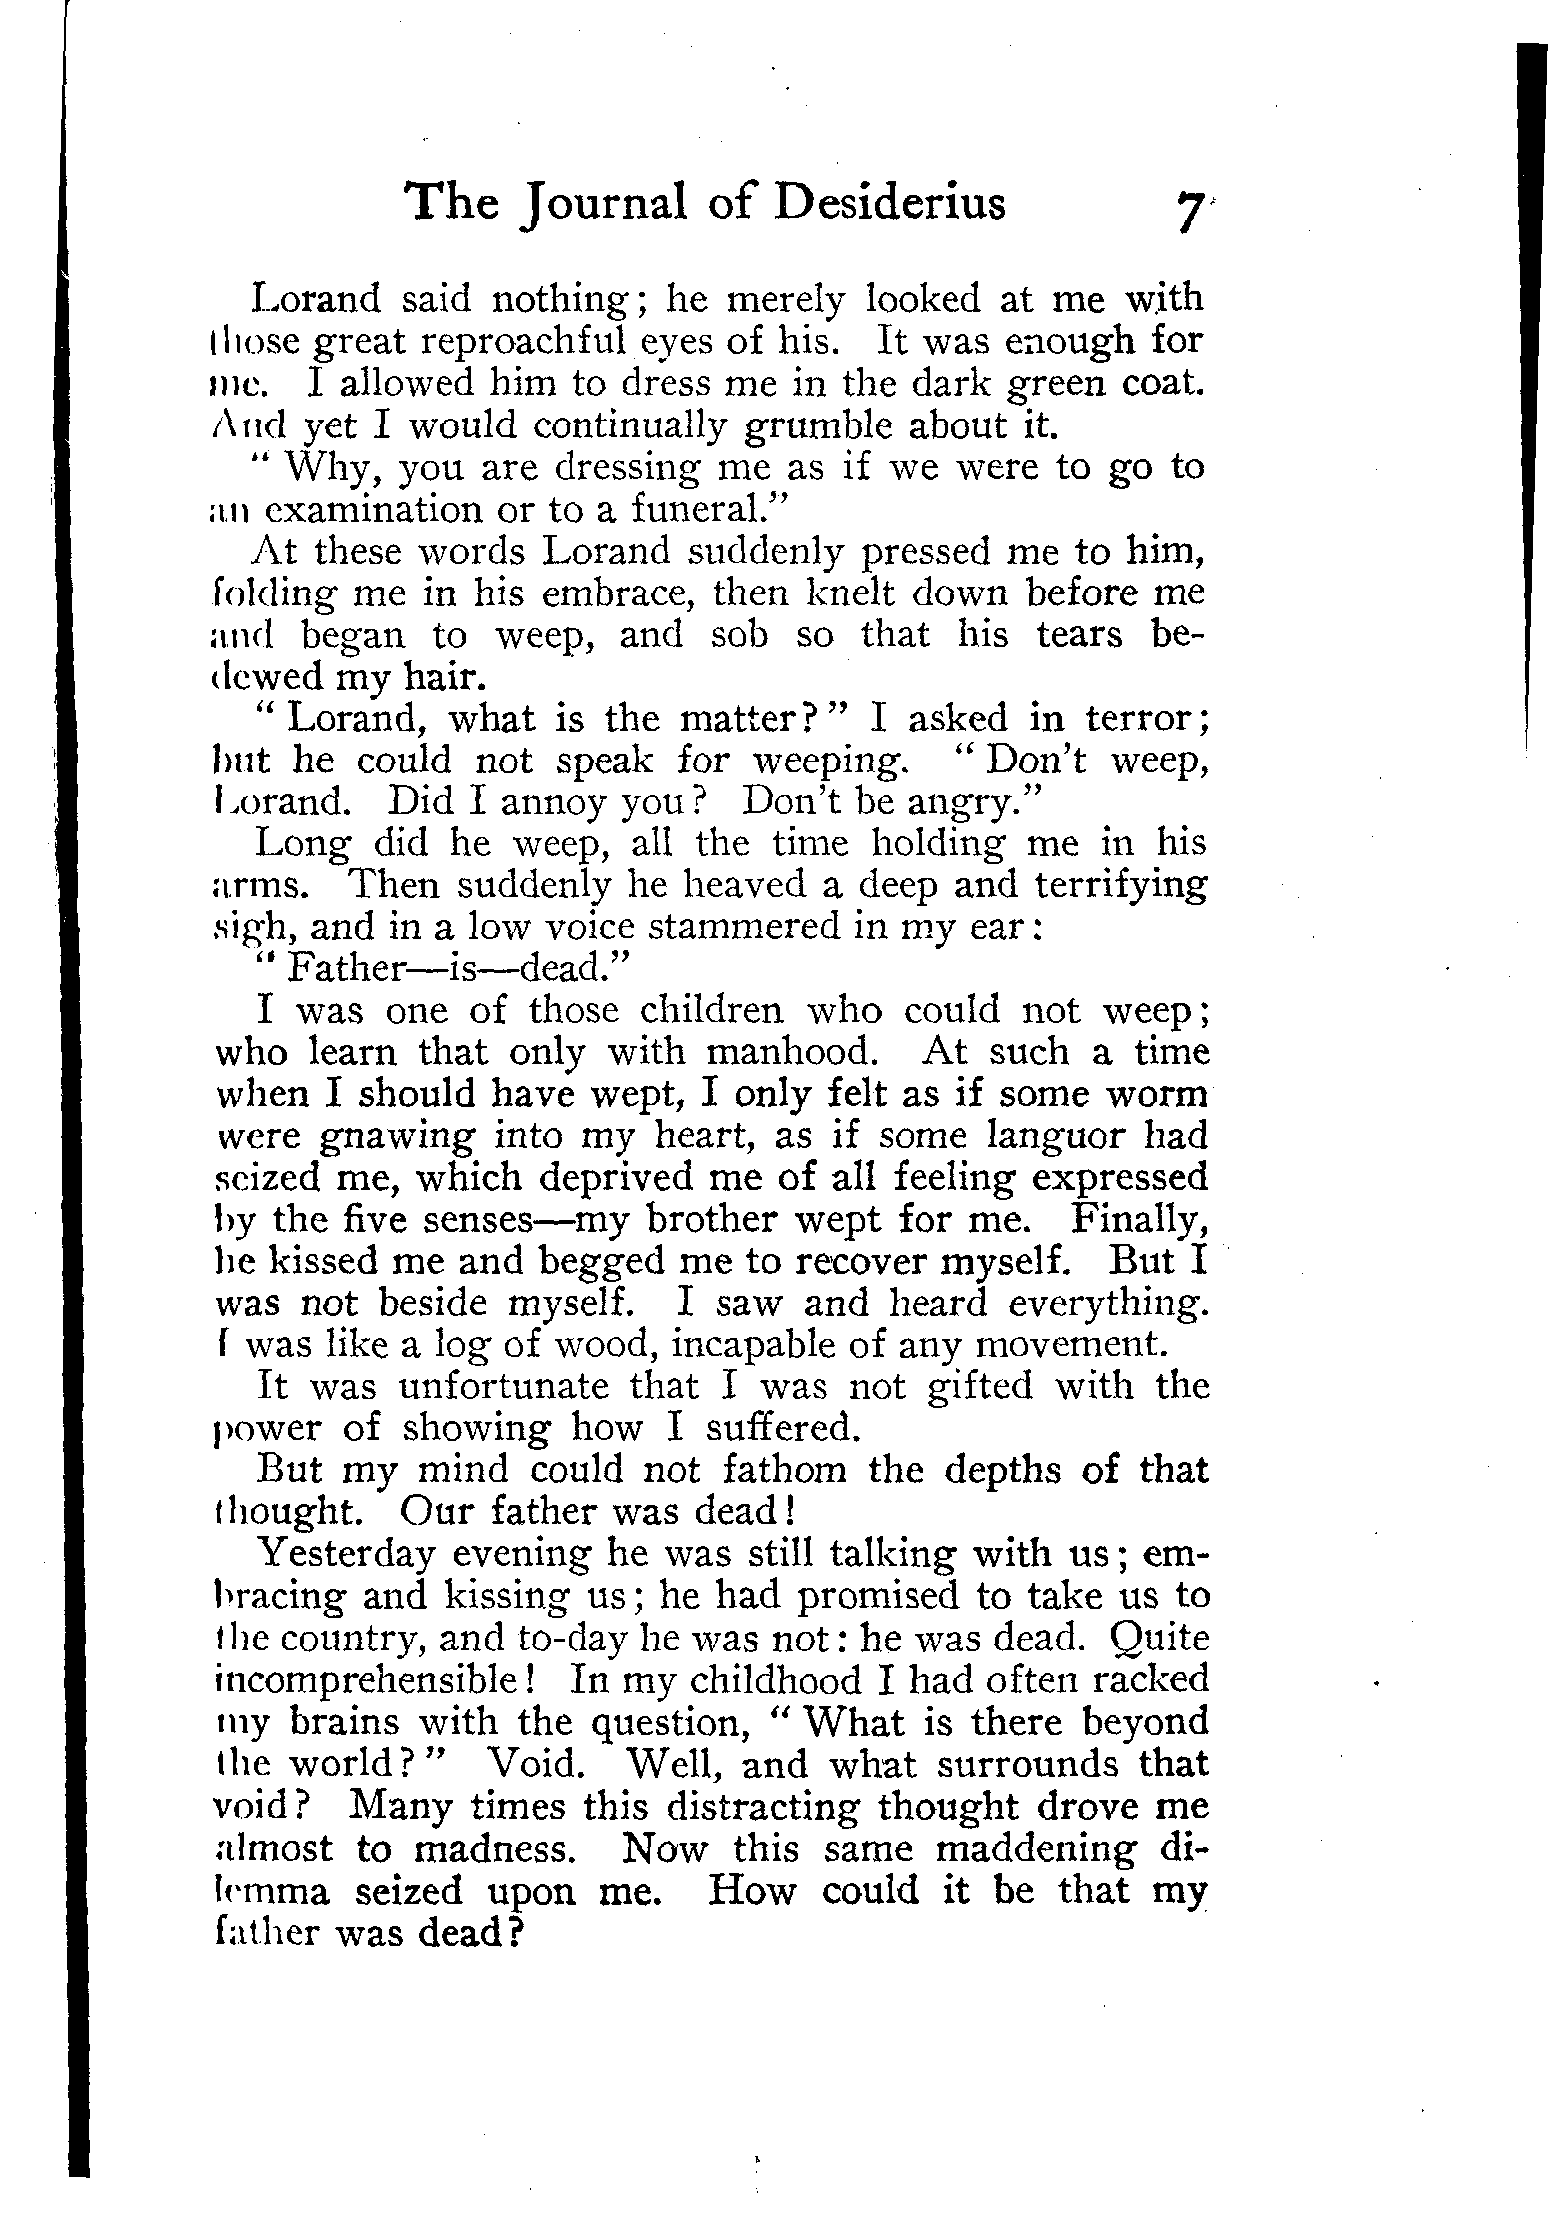 The Journal of Desiderius 7
Lorand said nothing; he merely looked at me with
those great reproachful eyes of his. It was enough for
me. I allowed him to dress me in the dark green coat.
And yet I would continually grumble about it.
" Why, you are dressing me as if we were to go to
an examination or to a funeral."
At these words Lorand suddenly pressed me to him,
folding me in his embrace, then knelt down before me
and began to weep, and sob so that his tears be-
dewed my hair.
" Lorand, what is the matter?" I asked in terror;
but he could not speak for weeping. " Don't weep,
Lorand. Did I annoy you? Don't be angry."
Long did he weep, all the time holding me in his
arms. Then suddenly he heaved a deep and terrifying
sigh, and in a low voice stammered in my ear:
" Father—is—dead."
I was one of those children who could not weep;
who learn that only with manhood. At such a time
when I should have wept, I only felt as if some worm
were gnawing into my heart, as if some languor had
seized me, which deprived me of all feeling expressed
by the five senses—my brother wept for me. Finally,
he kissed me and begged me to recover myself. But I
was not beside myself. I saw and heard everything.
I was like a log of wood, incapable of any movement.
It was unfortunate that I was not gifted with the
power of showing how I suffered.
But my mind could not fathom the depths of that
thought. Our father was dead!
Yesterday evening he was still talking with us; em-
bracing and kissing us; he had promised to take us to
the country, and to-day he was not: he was dead. Quite
incomprehensible! In my childhood I had often racked
my brains with the question, " What is there beyond
the world?" Void. Well, and what surrounds that
void? Many times this distracting thought drove me
almost to madness. Now this same maddening di-
lemma seized upon me. How could it be that my
father was dead?